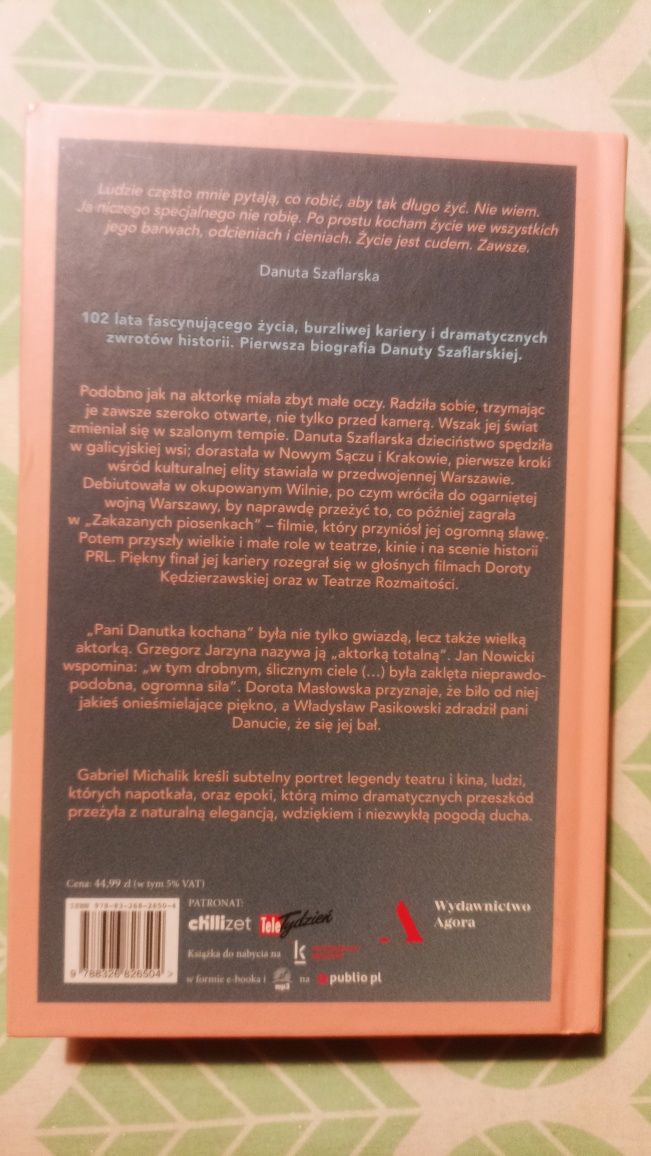 Ludzie często mnie pytają, co robić, aby tak długo żyć. Nie wiem.
Ja niczego specjalnego nie robię. Po prostu kocham życie we wszystkich
jego barwach, odcieniach i cieniach. Życie jest cudem. Zawsze.
Danuta Szaflarska
102 lata fascynującego życia, burzliwej kariery i dramatycznych
zwrotów historii. Pierwsza biografia Danuty Szaflarskiej.
Podobno jak na aktorkę miała zbyt małe oczy. Radziła sobie, trzymając
je zawsze szeroko otwarte, nie tylko przed kamerą. Wszak jej świat
zmieniał się w szalonym tempie. Danuta Szaflarska dzieciństwo spędziła
w galicyjskiej wsi; dorastała w Nowym Sączu i Krakowie, pierwsze kroki
wśród kulturalnej elity stawiała w przedwojennej Warszawie.
Debiutowała w okupowanym Wilnie, po czym wróciła do ogarniętej
wojną Warszawy, by naprawdę przeżyć to, co później zagrała
w „Zakazanych piosenkach” – filmie, który przyniósł jej ogromną sławę.
Potem przyszły wielkie i małe role w teatrze, kinie i na scenie historii
PRL. Piękny finał jej kariery rozegrał się w głośnych filmach Doroty
Kędzierzawskiej oraz w Teatrze Rozmaitości.
„Pani Danutka kochana” była nie tylko gwiazdą, lecz także wielką
aktorką. Grzegorz Jarzyna nazywa ją „aktorką totalną”. Jan Nowicki
wspomina: „w tym drobnym, ślicznym ciele (...) była zaklęta nieprawdo-
podobna, ogromna siła”. Dorota Masłowska przyznaje, że biło od niej
jakieś onieśmielające piękno, a Władysław Pasikowski zdradził pani
Danucie, że się jej bał.
Gabriel Michalik kreśli subtelny portret legendy teatru i kina, ludzi,
których napotkała, oraz epoki, którą mimo dramatycznych przeszkód
przeżyła z naturalną elegancją, wdziękiem i niezwykłą pogodą ducha.
Cena: 44,99 zł (w tym 5% VAT)
ISBN 978-83-268-2650-4
9 788326 826504 >
PATRONAT:
chillizet TeleTydzień
Książka do nabycia na k
w formie e-booka i mp3 na publio.pl
Wydawnictwo
Agora